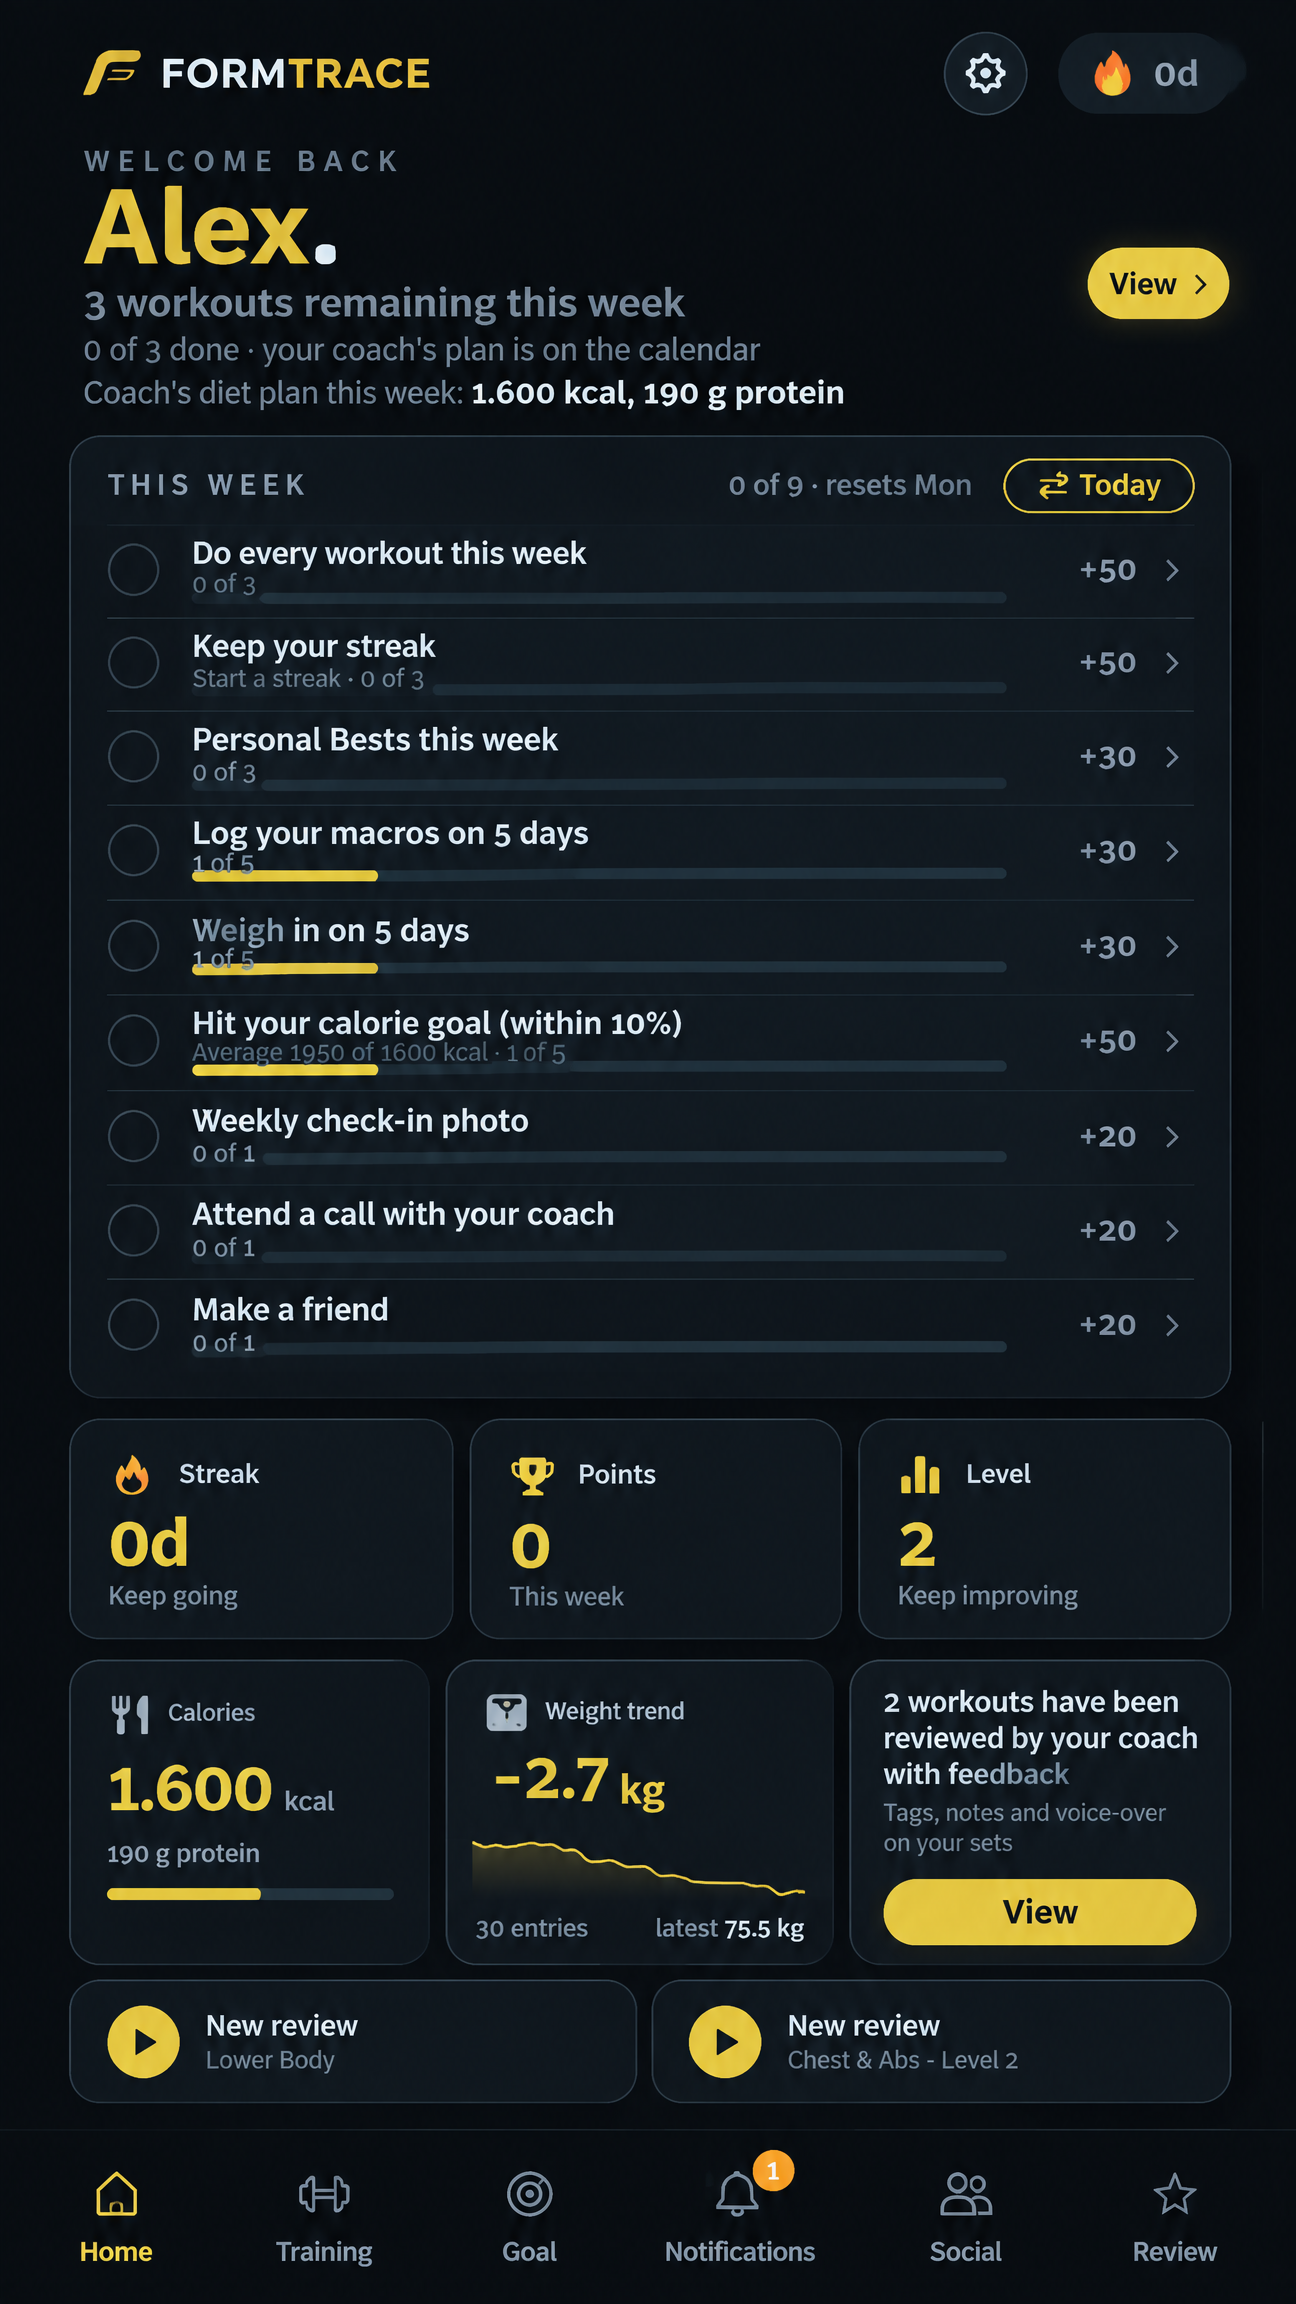 FORMTRACE
0d
WELCOME BACK
Alex.
3 workouts remaining this week
View
0 of 3 done · your coach's plan is on the calendar
Coach's diet plan this week: 1.600 kcal, 190 g protein
THIS WEEK
0 of 9 · resets Mon
Today
Do every workout this week
0 of 3
+50
Keep your streak
Start a streak · 0 of 3
+50
Personal Bests this week
0 of 3
+30
Log your macros on 5 days
1 of 5
+30
Weigh in on 5 days
1 of 5
+30
Hit your calorie goal (within 10%)
Average 1950 of 1600 kcal · 1 of 5
+50
Weekly check-in photo
0 of 1
+20
Attend a call with your coach
0 of 1
+20
Make a friend
0 of 1
+20
Streak
0d
Keep going
Points
0
This week
Level
2
Keep improving
Calories
1.600 kcal
190 g protein
Weight trend
-2.7 kg
30 entries
latest 75.5 kg
2 workouts have been
reviewed by your coach
with feedback
Tags, notes and voice-over
on your sets
View
New review
Lower Body
New review
Chest & Abs - Level 2
Home
Training
Goal
1
Notifications
Social
Review